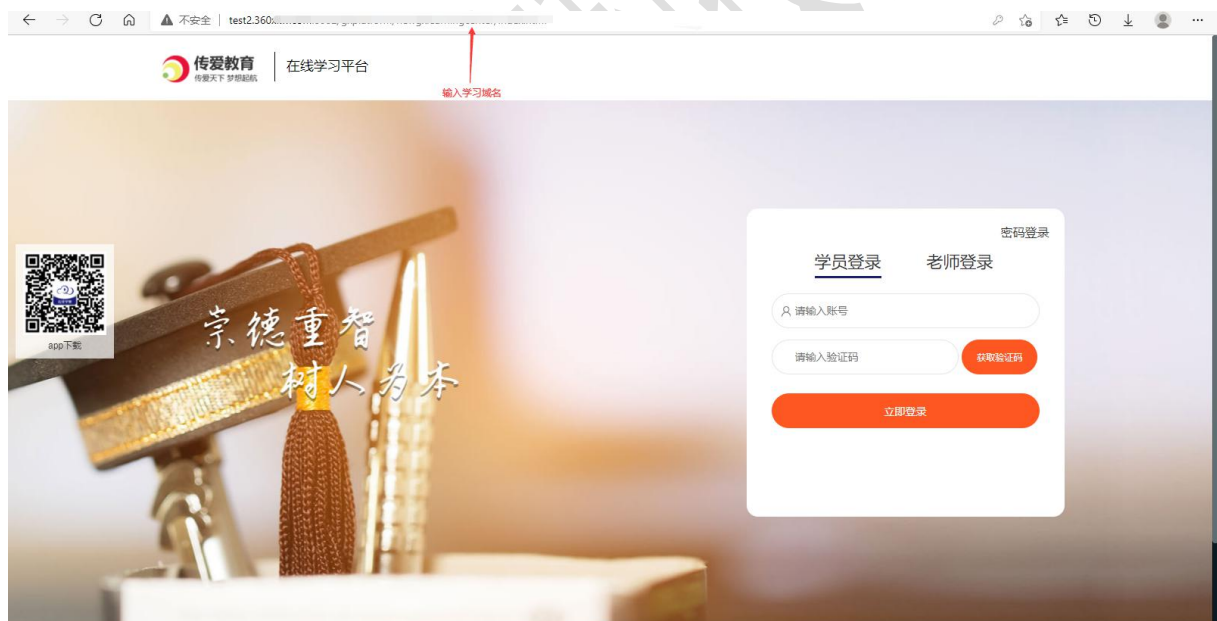 不安全 | test2.360
传爱教育
传爱天下 梦想起航
在线学习平台
输入学习域名
密码登录
学员登录 老师登录
请输入账号
请输入验证码 获取验证码
立即登录
app下载
崇德重智
树人为本